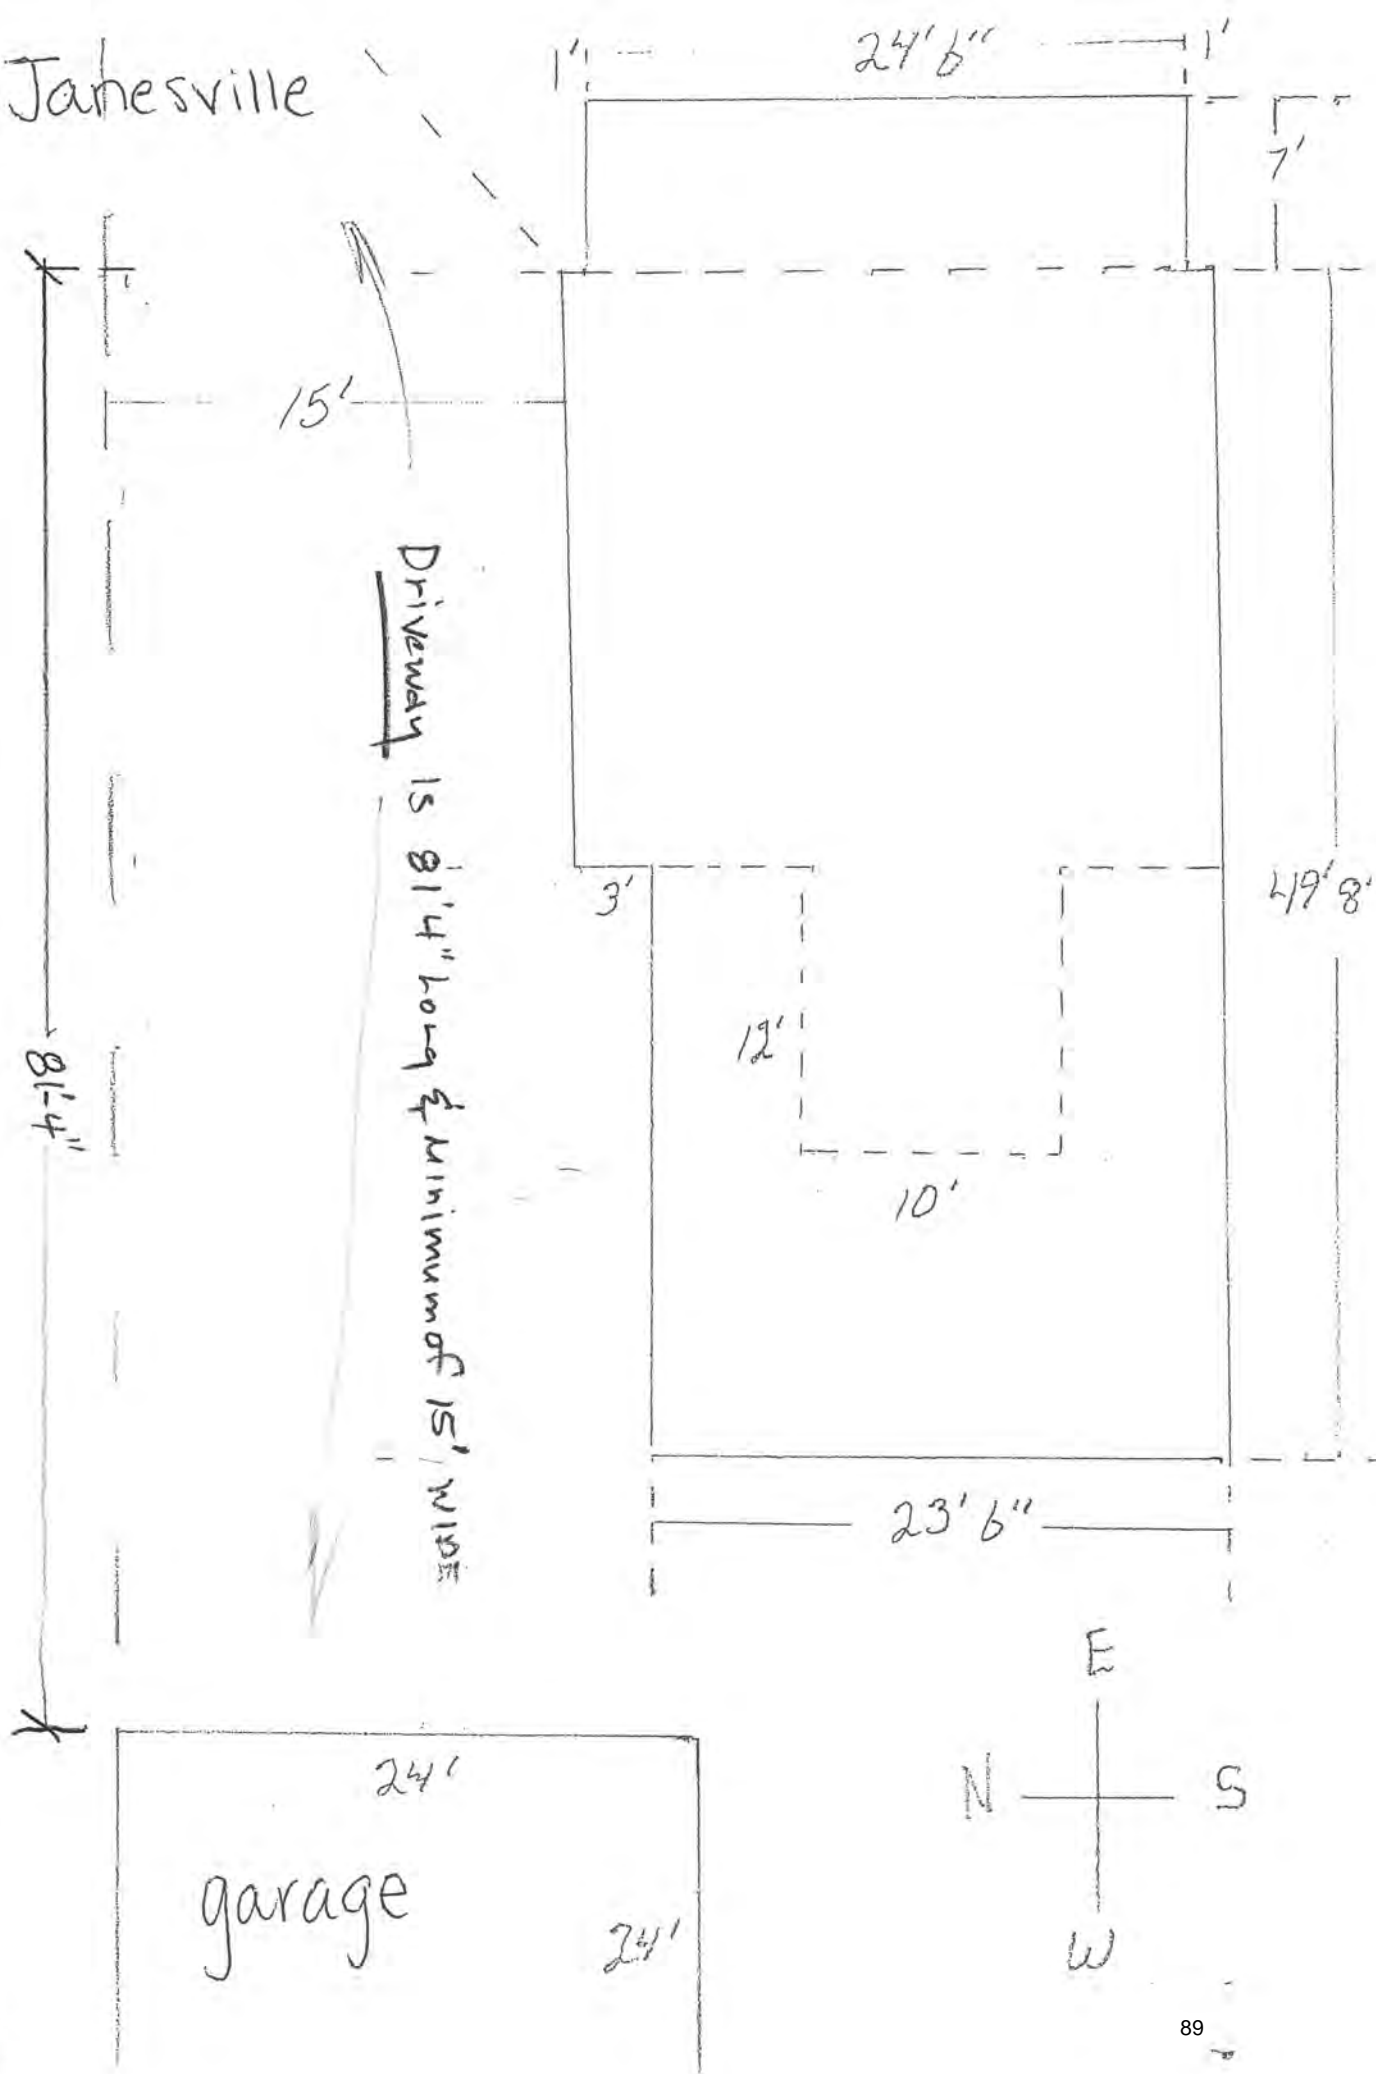 1' 24'6" 1'
Janesville
7'
15'
Driveway is 81'4" Long & Minimum of 15' WIDE
3'
49'8'
12'
10'
81'-4"
23'6"
E
N S
W
24'
garage
24'
89